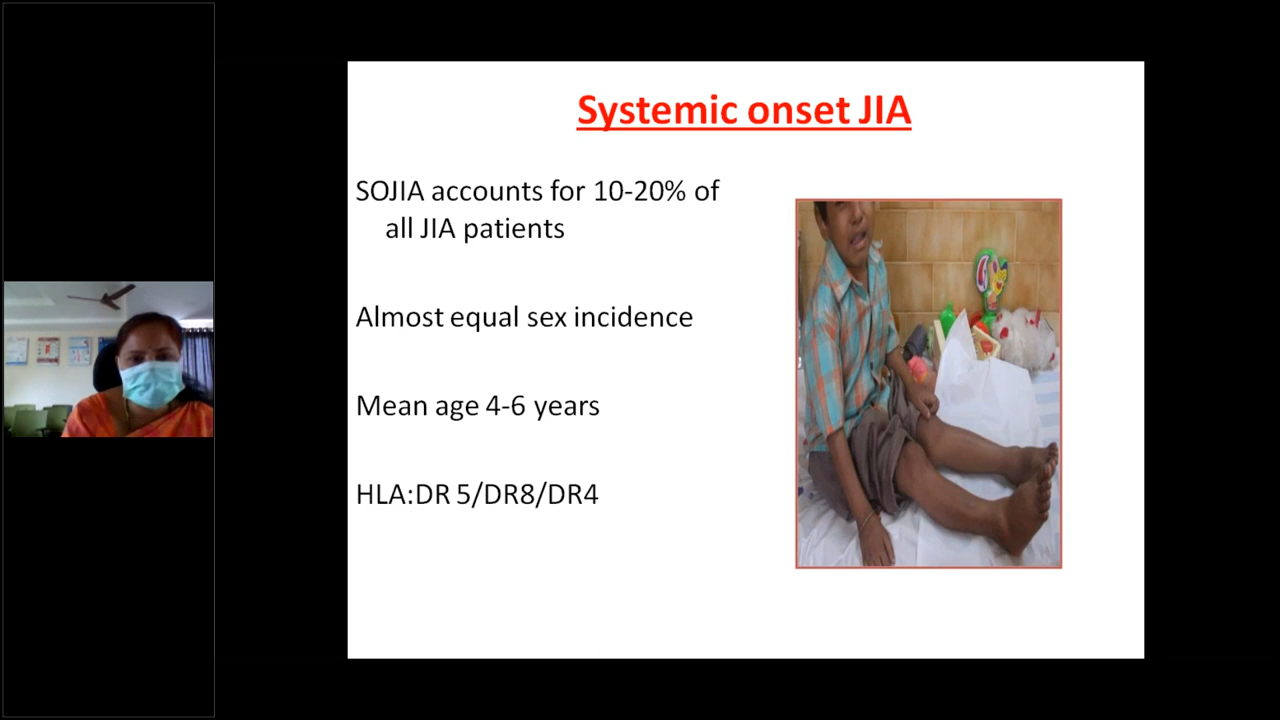 Systemic onset JIA
SOJIA accounts for 10-20% of
all JIA patients
Almost equal sex incidence
Mean age 4-6 years
HLA:DR 5/DR8/DR4